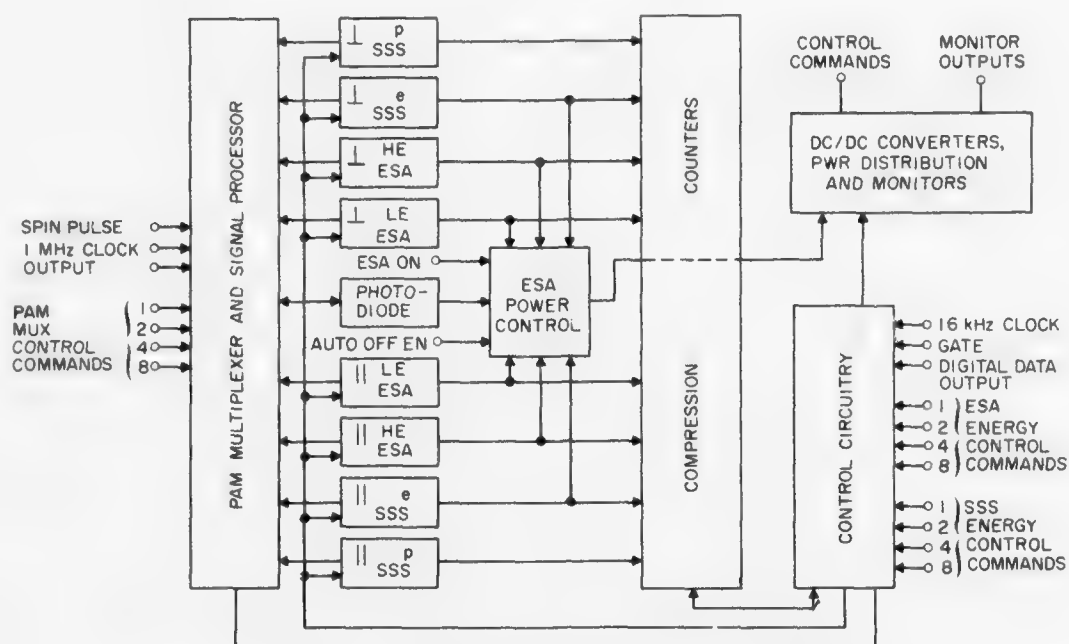 CONTROL
COMMANDS
MONITOR
OUTPUTS
DC/DC CONVERTERS,
PWR DISTRIBUTION
AND MONITORS
PAM MULTIPLEXER AND SIGNAL PROCESSOR
⊥ p
SSS
⊥ e
SSS
⊥ HE
ESA
⊥ LE
ESA
ESA ON
PHOTO-
DIODE
AUTO OFF EN
|| LE
ESA
|| HE
ESA
|| e
SSS
|| p
SSS
ESA
POWER
CONTROL
COUNTERS
COMPRESSION
SPIN PULSE
1 MHz CLOCK
OUTPUT
PAM 1
MUX 2
CONTROL 4
COMMANDS 8
CONTROL CIRCUITRY
16 kHz CLOCK
GATE
DIGITAL DATA
OUTPUT
1 ESA
2 ENERGY
4 CONTROL
8 COMMANDS
1 SSS
2 ENERGY
4 CONTROL
8 COMMANDS